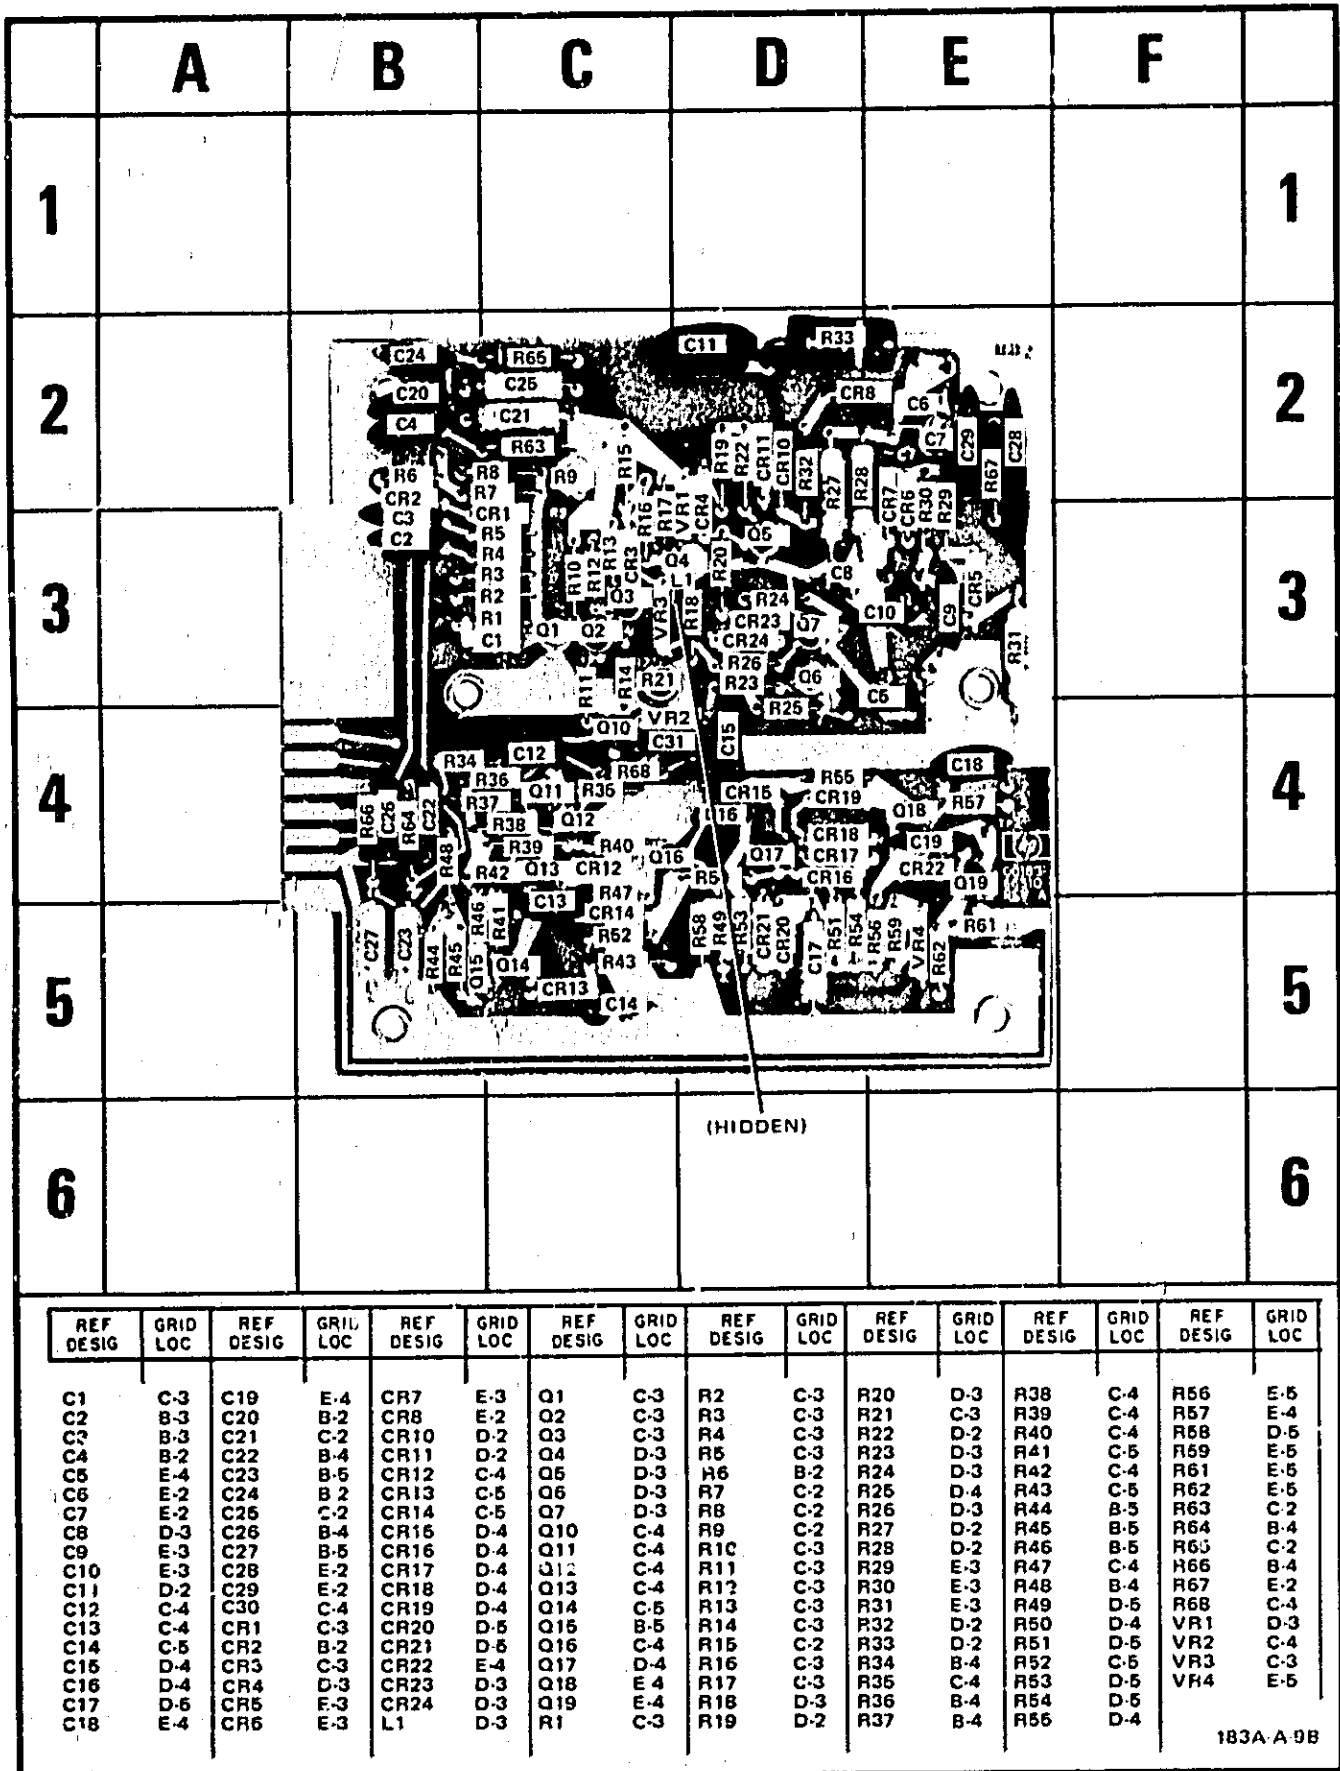 A B C D E F
1 1
2 2
3 3
4 4
5 5
6 6
C24 R65 C11 R33
C20 C25 CR8 C6
C4 C21 C7 C29 C28
R63 R15 R19 R22 CR11 CR10 R32 R27 R28 R67
R6 R8 R9
CR2 R7 R16 R17 VR1 CR4 CR7 CR6 R30 R29
C3 CR1
C2 R5 Q5
R4 R10 R12 R13 CR3 Q4 R20 C8
R3 L1 CR5
R2 Q3 VR3 R18 R24 C10 C9
R1 Q1 Q2 CR23 Q7
C1 CR24 R31
R11 R14 R21 R26 Q6
R23 C5
VR2 R25
Q10 C31 C15
R34 C12 R68 C18
R36 Q11 R35 CR15 R55
R37 CR19 Q18 R57
R66 C26 R64 C22 R38 Q12
R39 R40 CR18 C19
R48 R42 Q13 CR12 Q16 Q17 CR17 CR22
R47 CR16 Q19
R46 R41 C13 CR14
R52 R58 R49 R53 CR21 CR20 R51 R54 R56 R59 VR4 R61
C27 C23 R44 R45 Q15 Q14 R43 C17 R62
CR13 C14
(HIDDEN)
REF DESIG GRID LOC REF DESIG GRID LOC REF DESIG GRID LOC REF DESIG GRID LOC REF DESIG GRID LOC REF DESIG GRID LOC REF DESIG GRID LOC REF DESIG GRID LOC
C1 C-3 C19 E-4 CR7 E-3 Q1 C-3 R2 C-3 R20 D-3 R38 C-4 R56 E-5
C2 B-3 C20 B-2 CR8 E-2 Q2 C-3 R3 C-3 R21 C-3 R39 C-4 R57 E-4
C3 B-3 C21 C-2 CR10 D-2 Q3 C-3 R4 C-3 R22 D-2 R40 C-4 R58 D-5
C4 B-2 C22 B-4 CR11 D-2 Q4 D-3 R5 C-3 R23 D-3 R41 C-5 R59 E-5
C5 E-4 C23 B-5 CR12 C-4 Q5 D-3 R6 B-2 R24 D-3 R42 C-4 R61 E-5
C6 E-2 C24 B-2 CR13 C-5 Q6 D-3 R7 C-2 R25 D-4 R43 C-5 R62 E-5
C7 E-2 C25 C-2 CR14 C-5 Q7 D-3 R8 C-2 R26 D-3 R44 B-5 R63 C-2
C8 D-3 C26 B-4 CR15 D-4 Q10 C-4 R9 C-2 R27 D-2 R45 B-5 R64 B-4
C9 E-3 C27 B-5 CR16 D-4 Q11 C-4 R10 C-3 R28 D-2 R46 B-5 R65 C-2
C10 E-3 C28 E-2 CR17 D-4 Q12 C-4 R11 C-3 R29 E-3 R47 C-4 R66 B-4
C11 D-2 C29 E-2 CR18 D-4 Q13 C-4 R12 C-3 R30 E-3 R48 B-4 R67 E-2
C12 C-4 C30 C-4 CR19 D-4 Q14 C-5 R13 C-3 R31 E-3 R49 D-5 R68 C-4
C13 C-4 CR1 C-3 CR20 D-5 Q15 B-5 R14 C-3 R32 D-2 R50 D-4 VR1 D-3
C14 C-5 CR2 B-2 CR21 D-5 Q16 C-4 R15 C-2 R33 D-2 R51 D-5 VR2 C-4
C15 D-4 CR3 C-3 CR22 E-4 Q17 D-4 R16 C-3 R34 B-4 R52 C-5 VR3 C-3
C16 D-4 CR4 D-3 CR23 D-3 Q18 E-4 R17 C-3 R35 C-4 R53 D-5 VR4 E-5
C17 D-5 CR5 E-3 CR24 D-3 Q19 E-4 R18 D-3 R36 B-4 R54 D-5
C18 E-4 CR6 E-3 L1 D-3 R1 C-3 R19 D-2 R37 B-4 R55 D-4
183A-A-9B